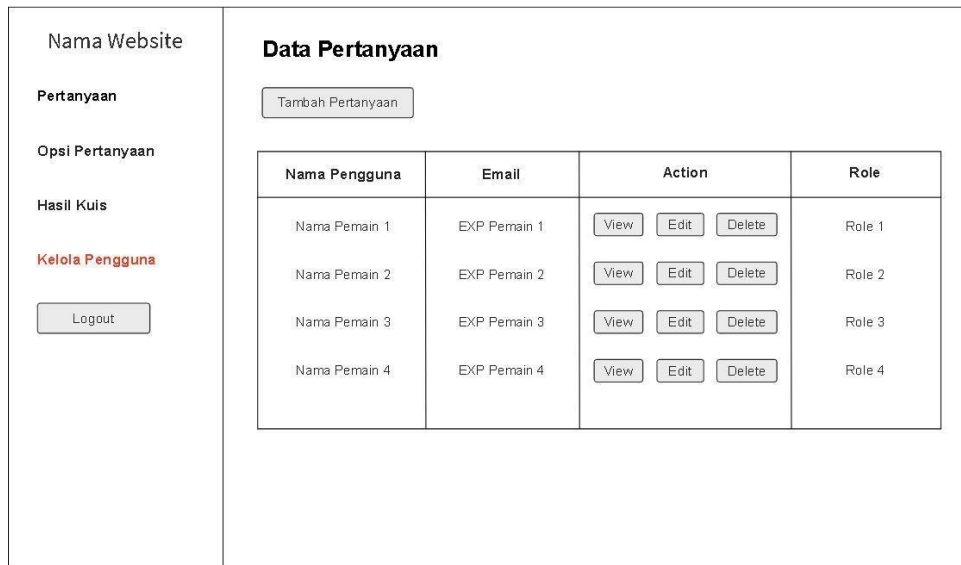 Nama Website
Pertanyaan
Opsi Pertanyaan
Hasil Kuis
Kelola Pengguna
Logout
Data Pertanyaan
Tambah Pertanyaan
Nama Pengguna Email Action Role
Nama Pemain 1 EXP Pemain 1 View Edit Delete Role 1
Nama Pemain 2 EXP Pemain 2 View Edit Delete Role 2
Nama Pemain 3 EXP Pemain 3 View Edit Delete Role 3
Nama Pemain 4 EXP Pemain 4 View Edit Delete Role 4